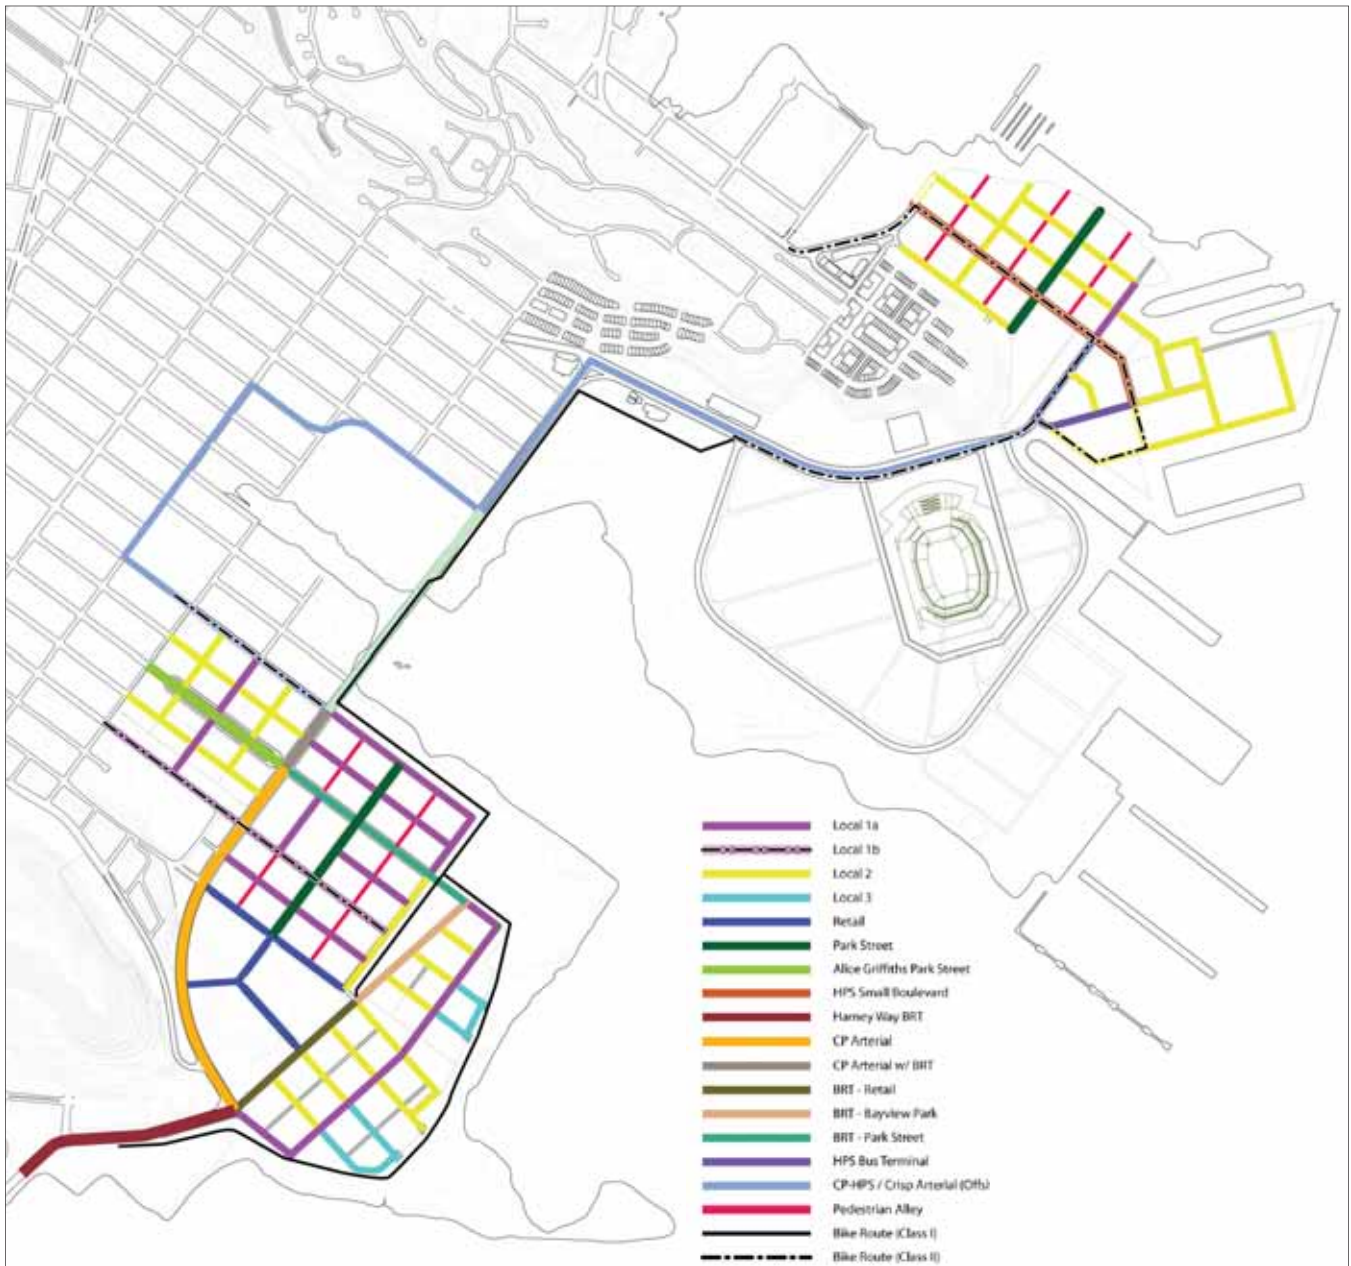 Local 1a
Local 1b
Local 2
Local 3
Retail
Park Street
Alice Griffiths Park Street
HPS Small Boulevard
Harney Way BRT
CP Arterial
CP Arterial w/ BRT
BRT - Retail
BRT - Bayview Park
BRT - Park Street
HPS Bus Terminal
CP-HPS / Crisp Arterial (Offs)
Pedestrian Alley
Bike Route (Class I)
Bike Route (Class II)